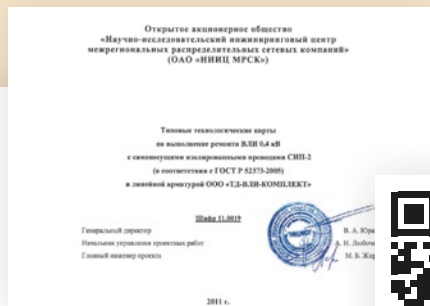 Открытое акционерное общество
«Научно-исследовательский инжиниринговый центр
межрегиональных распределительных сетевых компаний»
(ОАО «НИИЦ МРСК»)
Типовые технологические карты
на выполнение ремонта ВЛИ 0,4 кВ
с самонесущими изолированными проводами СИП-2
(в соответствии с ГОСТ Р 52373-2005)
и линейной арматурой ООО «ТД-ВЛИ-КОМПЛЕКТ»
Шифр 11.0019
Генеральный директор В. А.
Начальник управления проектных работ Н.
Главный инженер проекта М. Б.
2011 г.